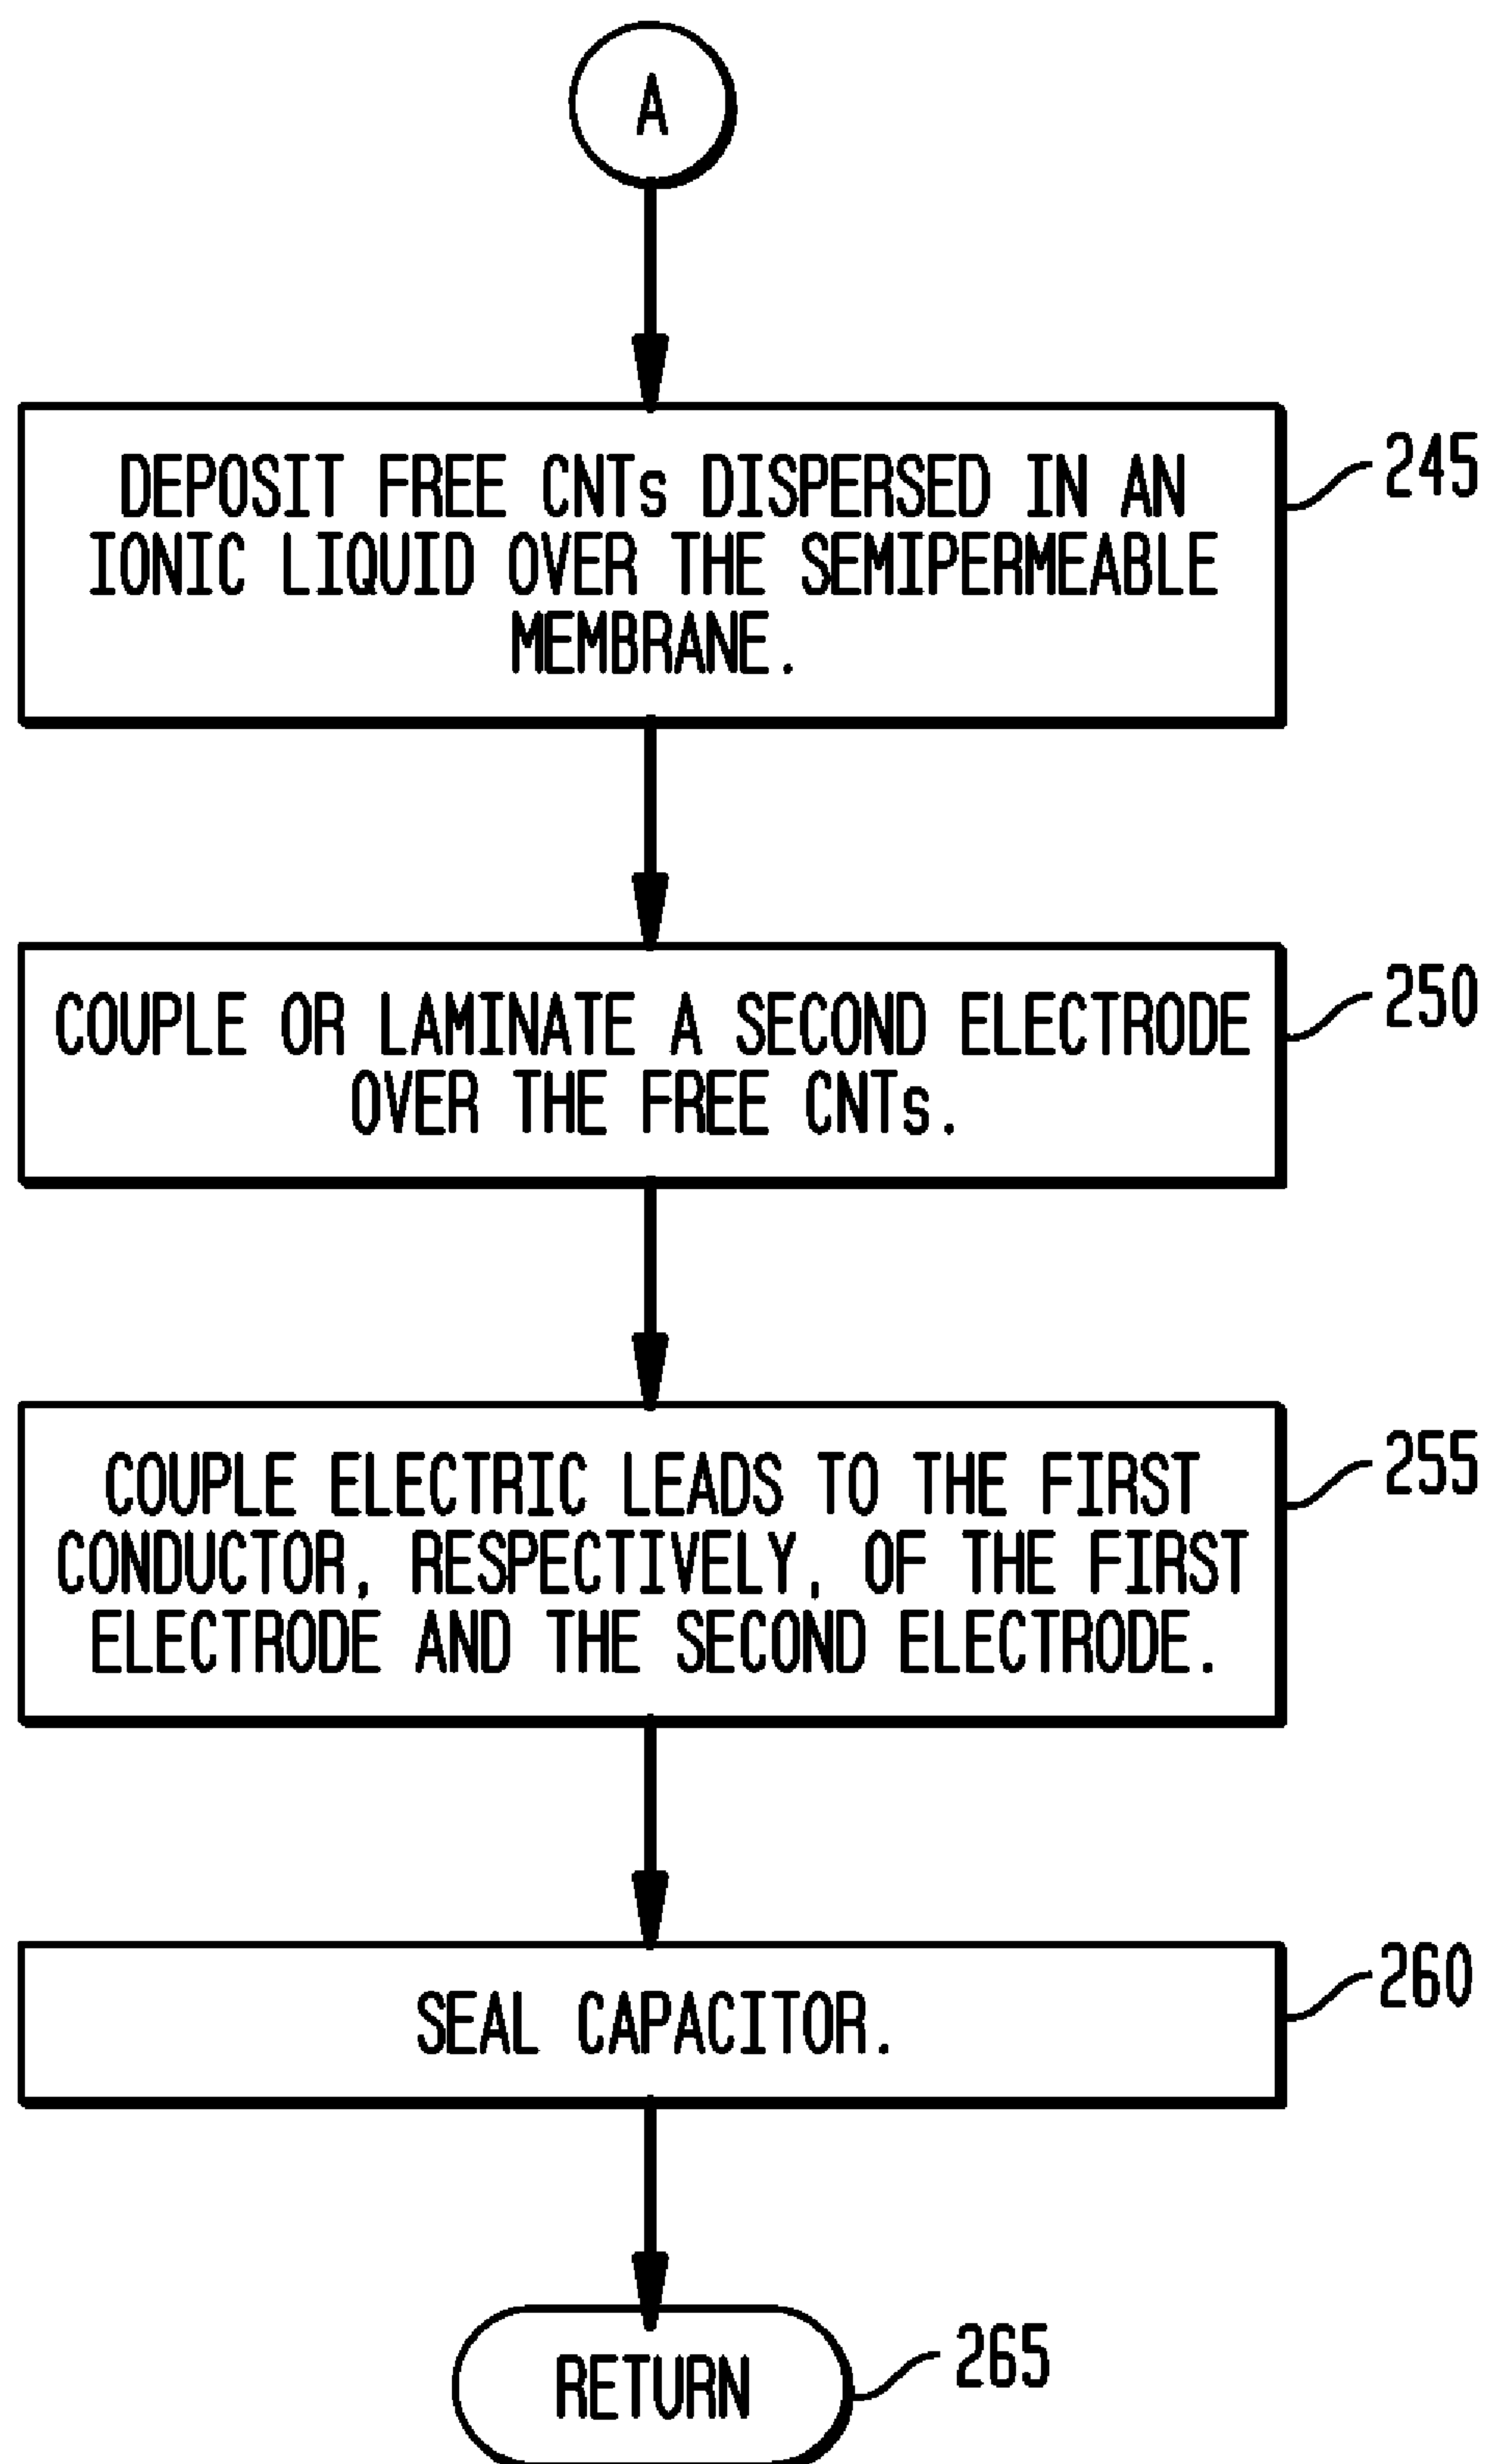 A
DEPOSIT FREE CNTs DISPERSED IN AN
IONIC LIQUID OVER THE SEMIPERMEABLE
MEMBRANE.
245
COUPLE OR LAMINATE A SECOND ELECTRODE
OVER THE FREE CNTs.
250
COUPLE ELECTRIC LEADS TO THE FIRST
CONDUCTOR, RESPECTIVELY, OF THE FIRST
ELECTRODE AND THE SECOND ELECTRODE.
255
SEAL CAPACITOR.
260
RETURN
265